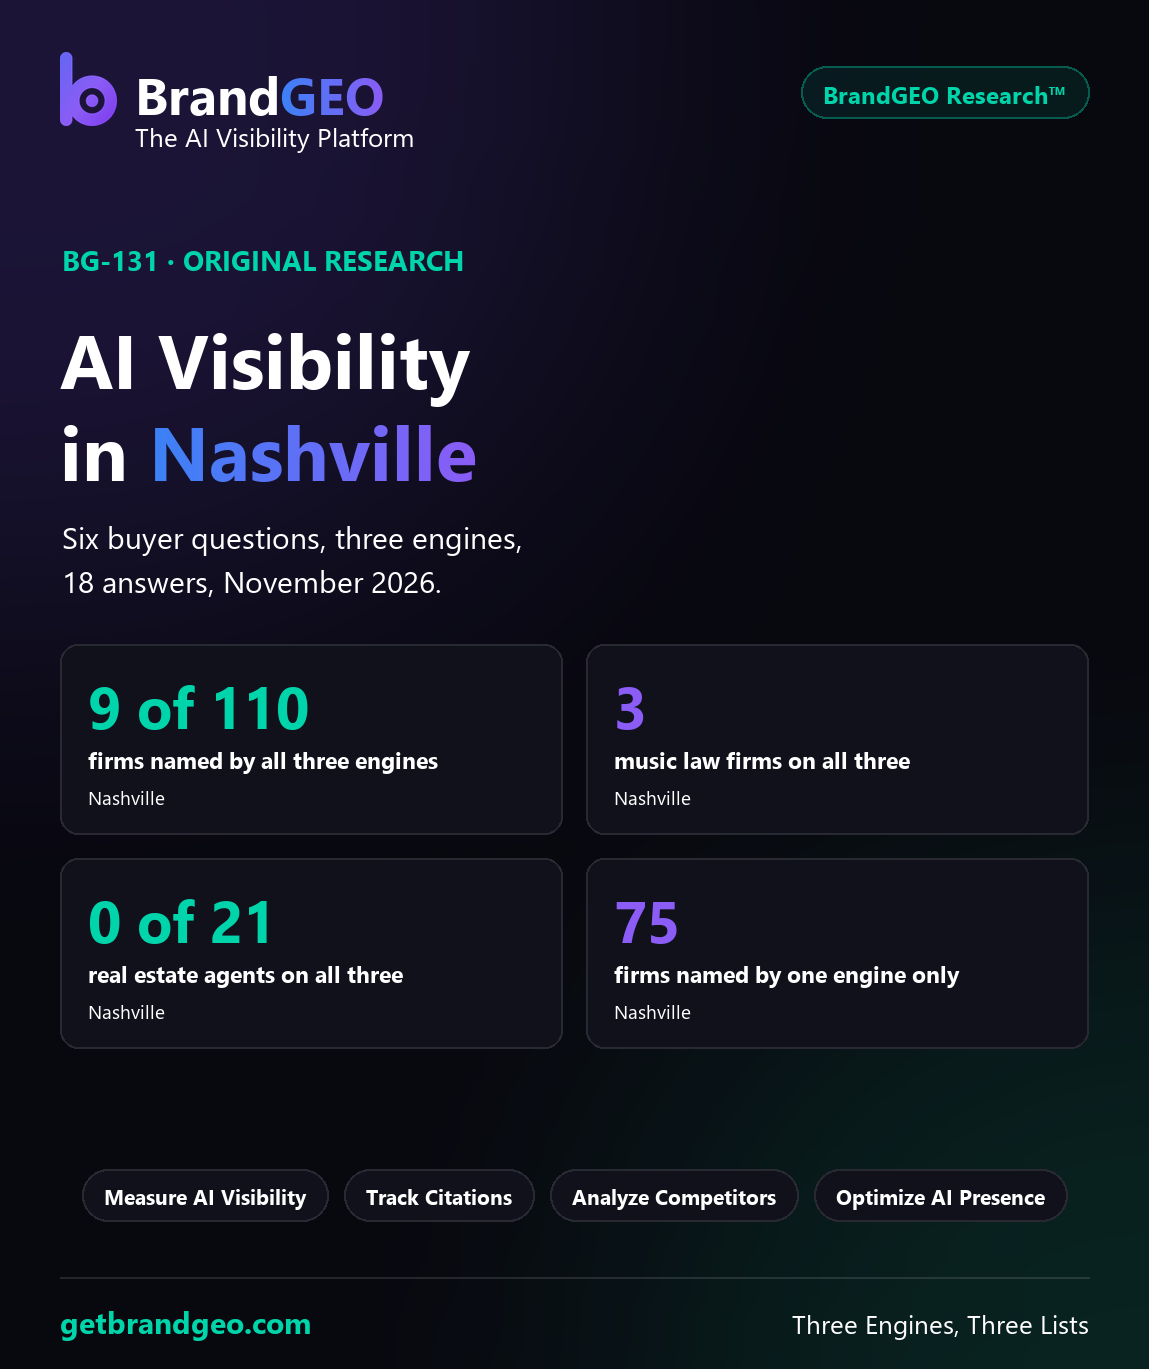 BrandGEO
The AI Visibility Platform
BrandGEO Research™
BG-131 · ORIGINAL RESEARCH
AI Visibility
in Nashville
Six buyer questions, three engines,
18 answers, November 2026.
9 of 110
firms named by all three engines
Nashville
3
music law firms on all three
Nashville
0 of 21
real estate agents on all three
Nashville
75
firms named by one engine only
Nashville
Measure AI Visibility
Track Citations
Analyze Competitors
Optimize AI Presence
getbrandgeo.com
Three Engines, Three Lists